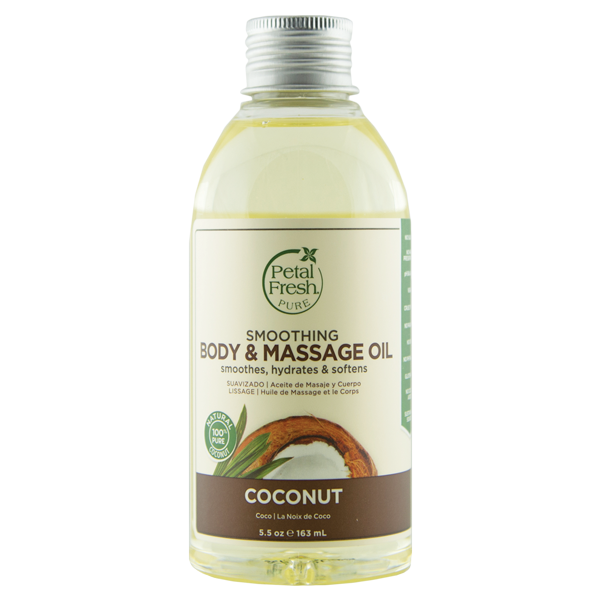 Petal
Fresh®
PURE
SMOOTHING
BODY & MASSAGE OIL
smoothes, hydrates & softens
SUAVIZADO | Aceite de Masaje y Cuerpo
LISSAGE | Huile de Massage et le Corps
NATURAL
100%
PURE
COCONUT
COCONUT
Coco | La Noix de Coco
5.5 oz ℮ 163 mL